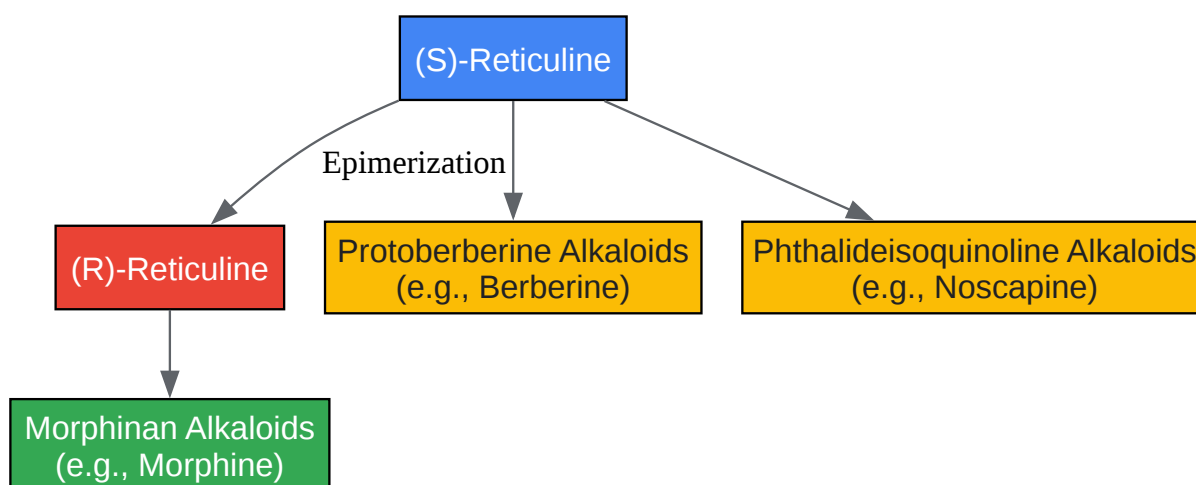 (S)-Reticuline
Epimerization
(R)-Reticuline
Protoberberine Alkaloids
(e.g., Berberine)
Phthalideisoquinoline Alkaloids
(e.g., Noscapine)
Morphinan Alkaloids
(e.g., Morphine)